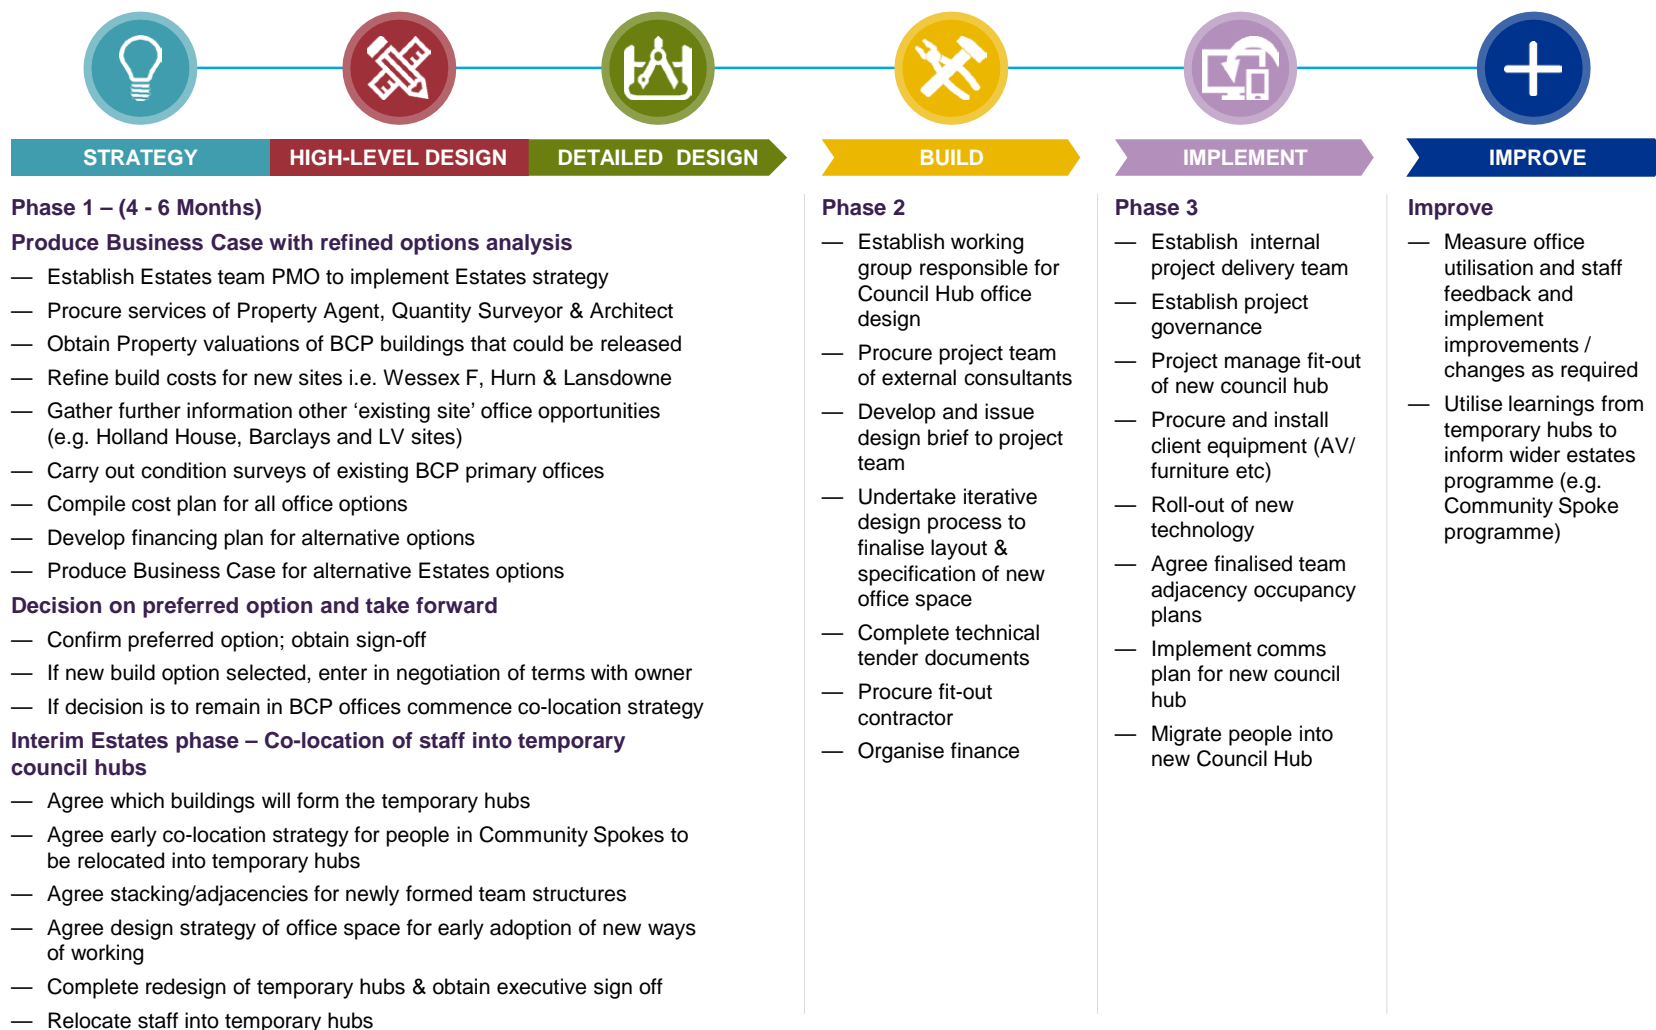 STRATEGY
HIGH-LEVEL DESIGN
DETAILED DESIGN
BUILD
IMPLEMENT
IMPROVE
Phase 1 – (4 - 6 Months)
Produce Business Case with refined options analysis
— Establish Estates team PMO to implement Estates strategy
— Procure services of Property Agent, Quantity Surveyor & Architect
— Obtain Property valuations of BCP buildings that could be released
— Refine build costs for new sites i.e. Wessex F, Hurn & Lansdowne
— Gather further information other ‘existing site’ office opportunities
(e.g. Holland House, Barclays and LV sites)
— Carry out condition surveys of existing BCP primary offices
— Compile cost plan for all office options
— Develop financing plan for alternative options
— Produce Business Case for alternative Estates options
Decision on preferred option and take forward
— Confirm preferred option; obtain sign-off
— If new build option selected, enter in negotiation of terms with owner
— If decision is to remain in BCP offices commence co-location strategy
Interim Estates phase – Co-location of staff into temporary
council hubs
— Agree which buildings will form the temporary hubs
— Agree early co-location strategy for people in Community Spokes to
be relocated into temporary hubs
— Agree stacking/adjacencies for newly formed team structures
— Agree design strategy of office space for early adoption of new ways
of working
— Complete redesign of temporary hubs & obtain executive sign off
— Relocate staff into temporary hubs
Phase 2
— Establish working
group responsible for
Council Hub office
design
— Procure project team
of external consultants
— Develop and issue
design brief to project
team
— Undertake iterative
design process to
finalise layout &
specification of new
office space
— Complete technical
tender documents
— Procure fit-out
contractor
— Organise finance
Phase 3
— Establish internal
project delivery team
— Establish project
governance
— Project manage fit-out
of new council hub
— Procure and install
client equipment (AV/
furniture etc)
— Roll-out of new
technology
— Agree finalised team
adjacency occupancy
plans
— Implement comms
plan for new council
hub
— Migrate people into
new Council Hub
Improve
— Measure office
utilisation and staff
feedback and
implement
improvements /
changes as required
— Utilise learnings from
temporary hubs to
inform wider estates
programme (e.g.
Community Spoke
programme)